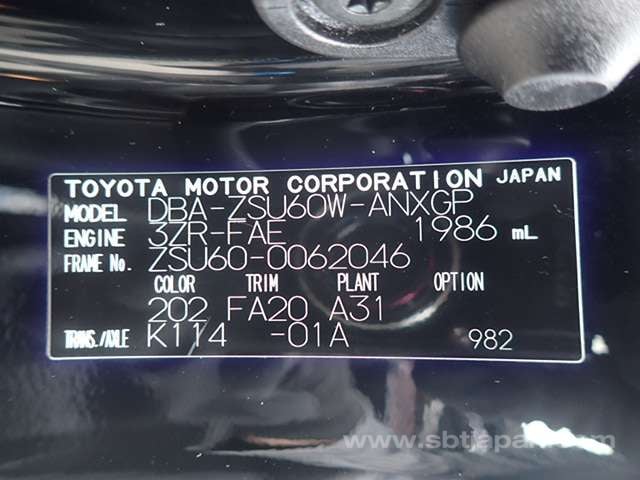 TOYOTA MOTOR CORPORATION JAPAN
MODEL DBA-ZSU60W-ANXGP
ENGINE 3ZR-FAE 1986 mL
FRAME No. ZSU60-0062046
COLOR TRIM PLANT OPTION
202 FA20 A31
TRANS./AXLE K114 -01A 982
www.sbtjapan.com